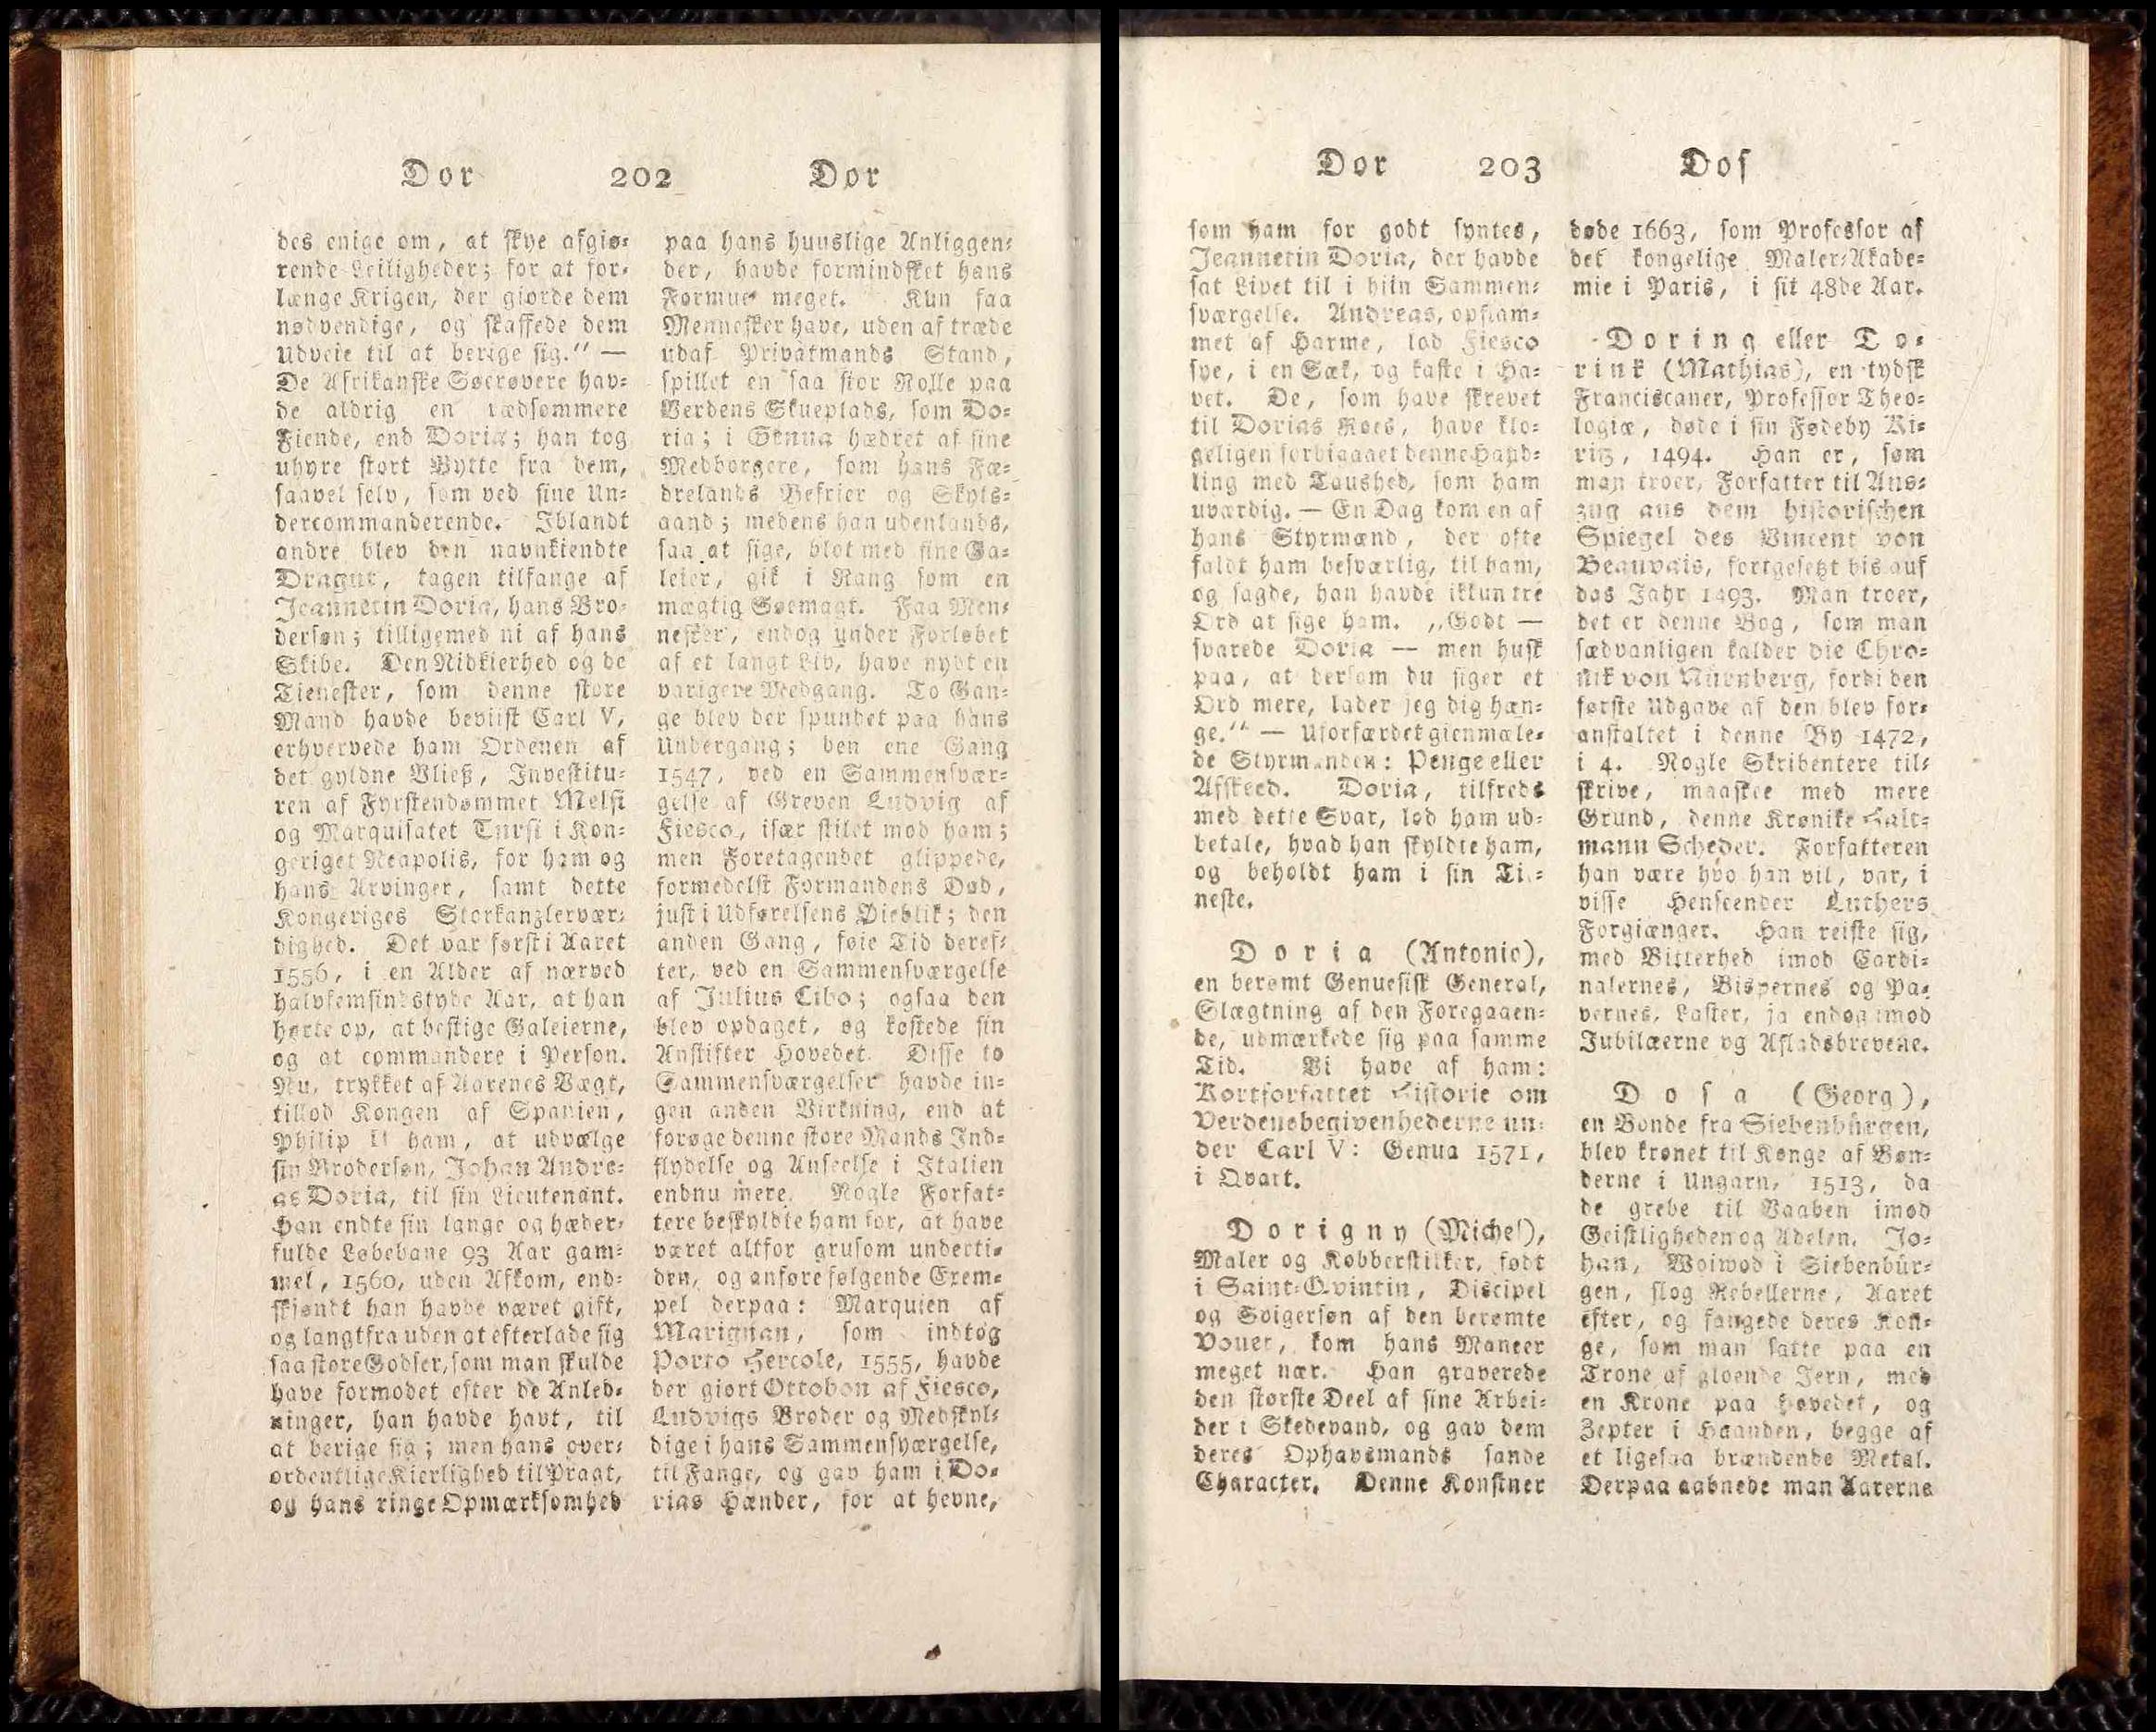 Dor 202 Dor
des enige om, at skye afgiø-
rende Leiligheder; for at for-
længe Krigen, der giorde dem
nødvendige, og skaffede dem
Udveie til at berige sig.“ —
De Afrikanske Søerøvere hav-
de aldrig en rædsommere
Fiende, end Doria; han tog
uhyre stort Bytte fra dem,
saavel selv, som ved sine Un-
dercommanderende. Iblandt
andre blev den navnkiendte
Dragut, tagen tilfange af
Jeannetin Doria, hans Bro-
dersøn; tilligemed ni af hans
Skibe. Den Nidkierhed og de
Tienester, som denne store
Mand havde beviist Carl V,
erhvervede ham Ordenen af
det gyldne Vließ, Investitu-
ren af Fyrstendømmet Melfi
og Marquisatet Tursi i Kon-
geriget Neapolis, for ham og
hans Arvinger, samt dette
Kongeriges Storkanzlervær-
dighed. Det var først i Aaret
1556, i en Alder af nærved
halvfemsindstyde Aar, at han
hørte op, at bestige Galeierne,
og at commandere i Person.
Nu, trykket af Aarenes Vægt,
tillod Kongen af Spanien,
Philip II ham, at udvælge
sin Brodersøn, Johan Andre-
as Doria, til sin Lieutenant.
Han endte sin lange og hæder-
fulde Løbebane 93 Aar gam-
mel, 1560, uden Afkom, end-
skjøndt han havde været gift,
og langtfra uden at efterlade sig
saa store Godser, som man skulde
have formodet efter de Anled-
ninger, han havde havt, til
at berige sig; men hans over-
ordentlige Kierlighed til Pragt,
og hans ringe Opmærksomhed
paa hans huuslige Anliggen-
der, havde formindsket hans
Formue meget. Kun faa
Mennesker have, uden af træde
udaf Privatmands Stand,
spillet en saa stor Rolle paa
Verdens Skueplads, som Do-
ria; i Genua hædret af sine
Medborgere, som hans Fæ-
drelands Befrier og Skyts-
aand; medens han udenlands,
saa at sige, blot med sine Ga-
leier, gik i Rang som en
mægtig Søemagt. Faa Men-
nesker, endog under Forløbet
af et langt Liv, have nydt en
varigere Medgang. To Gan-
ge blev der spundet paa hans
Undergang; den ene Gang
1547, ved en Sammensvær-
gelse af Greven Ludvig af
Fiesco, især stilet mod ham;
men Foretagendet glippede,
formedelst Formandens Død,
just i Udførelsens Øieblik; den
anden Gang, føie Tid deref-
ter, ved en Sammensværgelse
af Julius Cibo; ogsaa den
blev opdaget, og kostede sin
Anstifter Hovedet. Disse to
Sammensværgelser havde in-
gen anden Virkning, end at
forøge denne store Mands Ind-
flydelse og Anseelse i Italien
endnu mere. Nogle Forfat-
tere beskyldte ham for, at have
været altfor grusom underti-
den, og anføre følgende Exem-
pel derpaa: Marquien af
Marignan, som indtog
Porto Hercole, 1555, havde
der giort Ottobon af Fiesco,
Ludvigs Broder og Medskyl-
dige i hans Sammensværgelse,
til Fange, og gav ham i Do-
rias Hænder, for at hevne,
Dor 203 Dos
som ham for godt syntes,
Jeannetin Doria, der havde
sat Livet til i hiin Sammen-
sværgelse. Andreas, opflam-
met af Harme, lod Fiesco
sye, i en Sæk, og kaste i Ha-
vet. De, som have skrevet
til Dorias Roes, have klo-
geligen forbigaaet denne Hand-
ling med Taushed, som ham
uværdig. — En Dag kom en af
hans Styrmænd, der ofte
faldt ham besværlig, til ham,
og sagde, han havde ikkun tre
Ord at sige ham. „Godt —
svarede Doria — men husk
paa, at dersom du siger et
Ord mere, lader jeg dig hæn-
ge.“ — Uforfærdet gienmæle-
de Styrmanden: Penge eller
Afskeed. Doria, tilfreds
med dette Svar, lod ham ud-
betale, hvad han skyldte ham,
og beholdt ham i sin Tie-
neste.
Doria (Antonio),
en berømt Genuesisk General,
Slægtning af den Foregaaen-
de, udmærkede sig paa samme
Tid. Vi have af ham:
Kortforfattet Historie om
Verdensbegivenhederne un-
der Carl V: Genua 1571,
i Qvart.
Dorigny (Michel),
Maler og Kobberstikker, født
i Saint-Qvintin, Discipel
og Svigersøn af den berømte
Vouet, kom hans Maneer
meget nær. Han graverede
den største Deel af sine Arbei-
der i Skedevand, og gav dem
deres Ophavsmands sande
Character. Denne Konstner
døde 1663, som Professor af
det kongelige Maler-Akade-
mie i Paris, i sit 48de Aar.
Doring eller To-
rink (Mathias), en tydsk
Franciscaner, Professor Theo-
logiæ, døde i sin Fødeby Ki-
ritz, 1494. Han er, som
man troer, Forfatter til Aus-
zug aus dem historischen
Spiegel des Vincent von
Beauvais, fortgesetzt bis auf
das Jahr 1493. Man troer,
det er denne Bog, som man
sædvanligen kalder die Chro-
nik von Nürnberg, fordi den
første Udgave af den blev for-
anstaltet i denne By 1472,
i 4. Nogle Skribentere til-
skrive, maaskee med mere
Grund, denne Krønike Hart-
mann Scheder. Forfatteren
han være hvo han vil, var, i
visse Henseender Luthers
Forgiænger. Han reiste sig,
med Bitterhed imod Cardi-
nalernes, Bispernes og Pa-
vernes, Laster, ja endog imod
Jubilæerne og Afladsbrevene.
Dosa (Georg),
en Bonde fra Siebenbürgen,
blev krønet til Konge af Bøn-
derne i Ungarn, 1513, da
de grebe til Vaaben imod
Geistligheden og Adelen. Jo-
han, Woiwod i Siebenbür-
gen, slog Rebellerne, Aaret
efter, og fangede deres Kon-
ge, som man satte paa en
Trone af gloende Jern, med
en Krone paa Hovedet, og
Zepter i Haanden, begge af
et ligesaa brændende Metal.
Derpaa aabnede man Aarerne